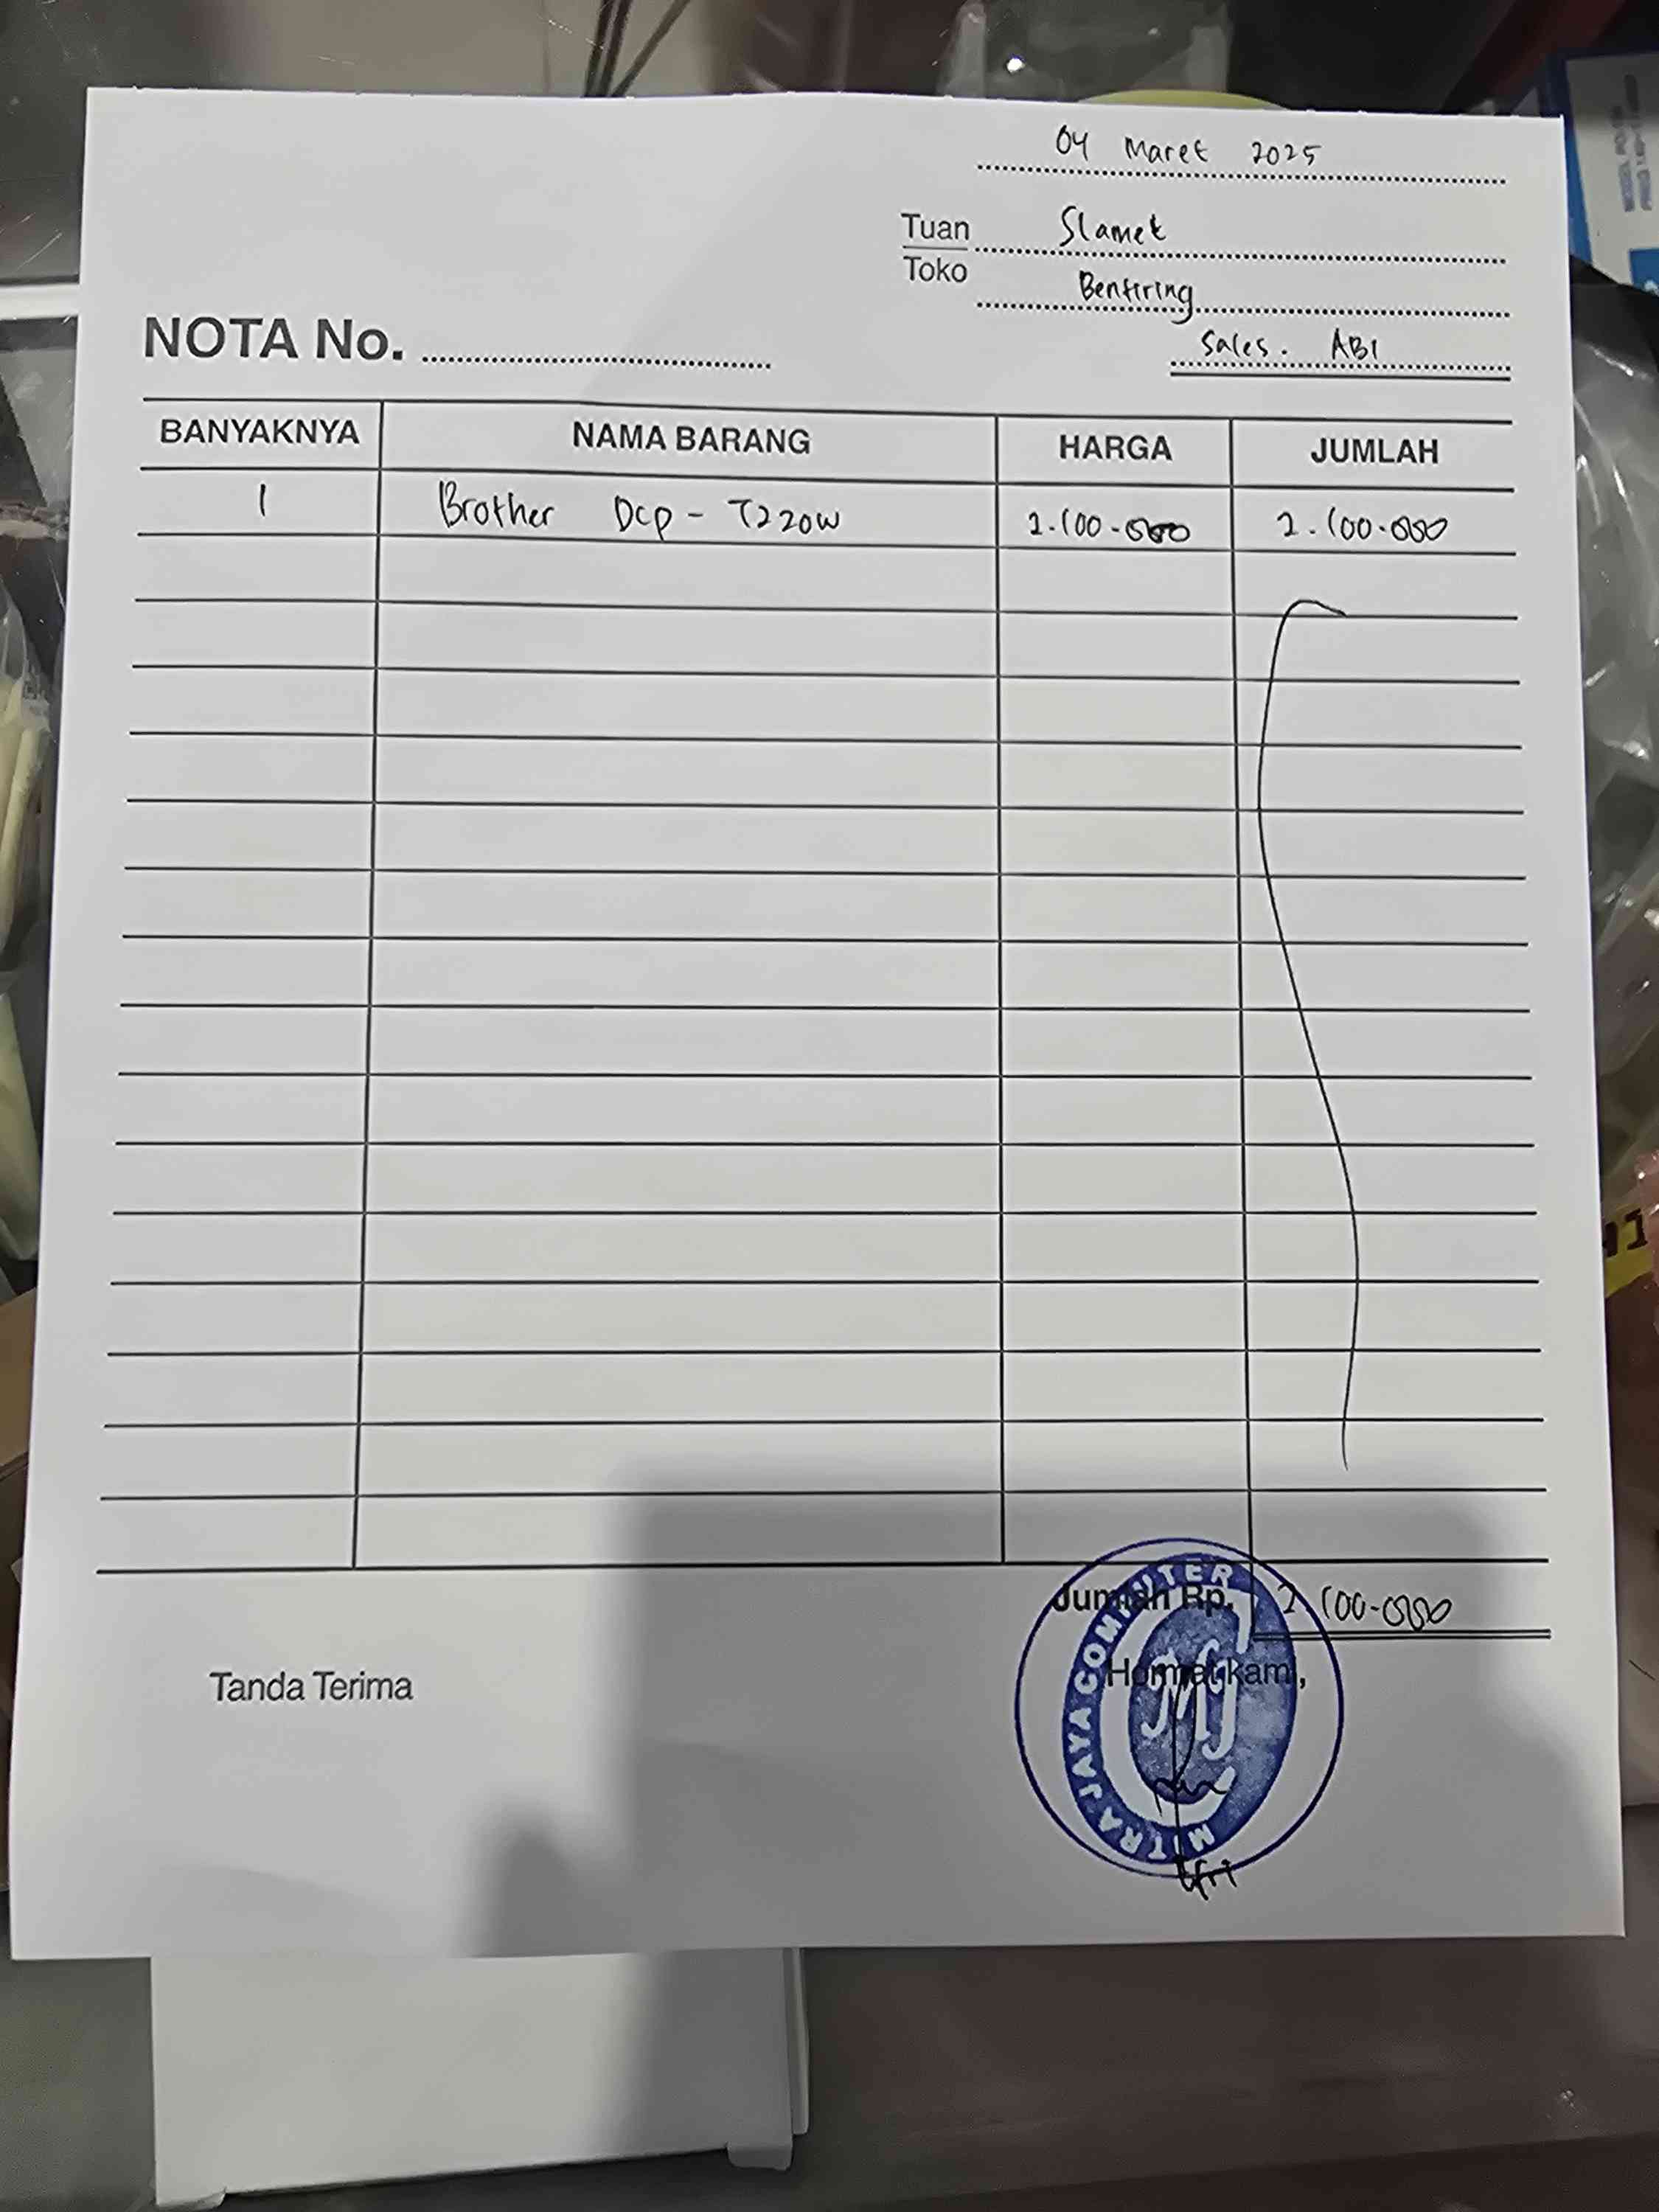 04 Maret 2025
Tuan Slamet
Toko Bentiring
Sales. ABI
NOTA No.
BANYAKNYA NAMA BARANG HARGA JUMLAH
1 Brother Dcp - T220W 2.100-000 2.100.000
Jumlah Rp. 2.100-000
Tanda Terima Hormat kami,
MITRA JAYA COMPUTER
MJ